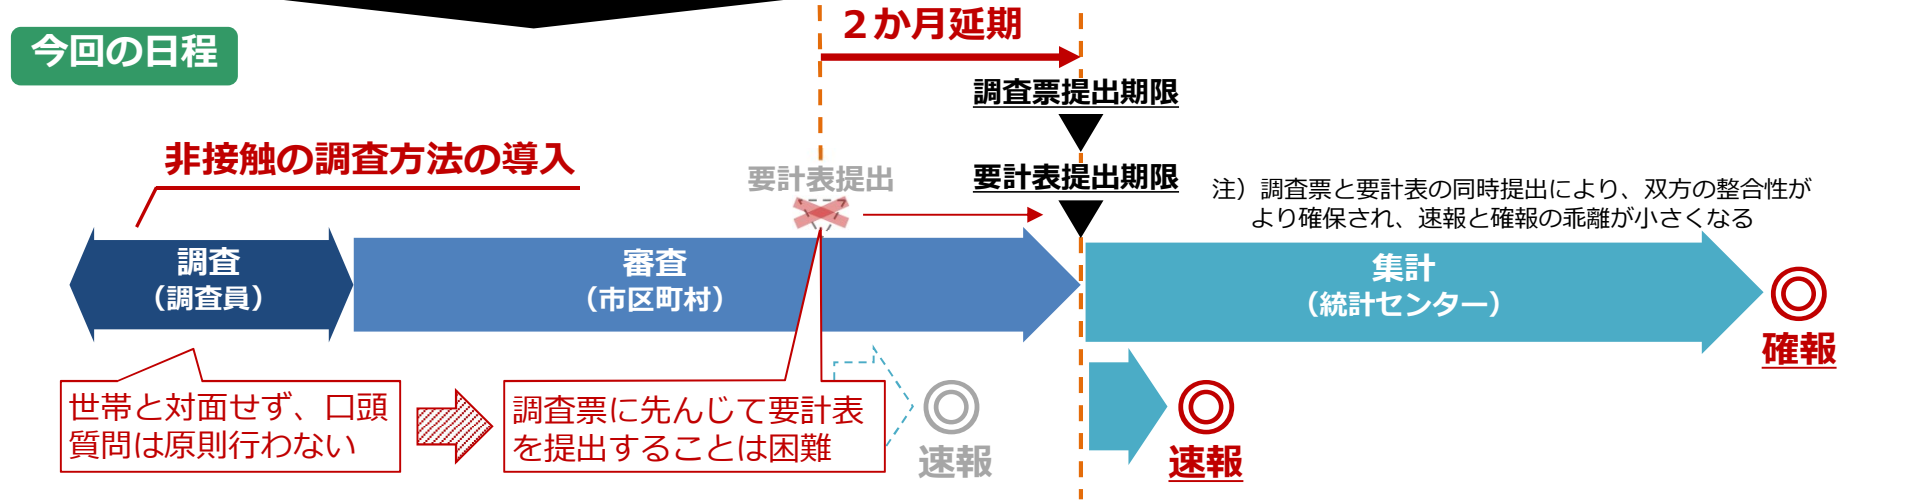 今回の日程
２か月延期
調査票提出期限
非接触の調査方法の導入
要計表提出
要計表提出期限
注）調査票と要計表の同時提出により、双方の整合性が
より確保され、速報と確報の乖離が小さくなる
調査
（調査員）
審査
（市区町村）
集計
（統計センター）
確報
世帯と対面せず、口頭
質問は原則行わない
調査票に先んじて要計表
を提出することは困難
速報
速報